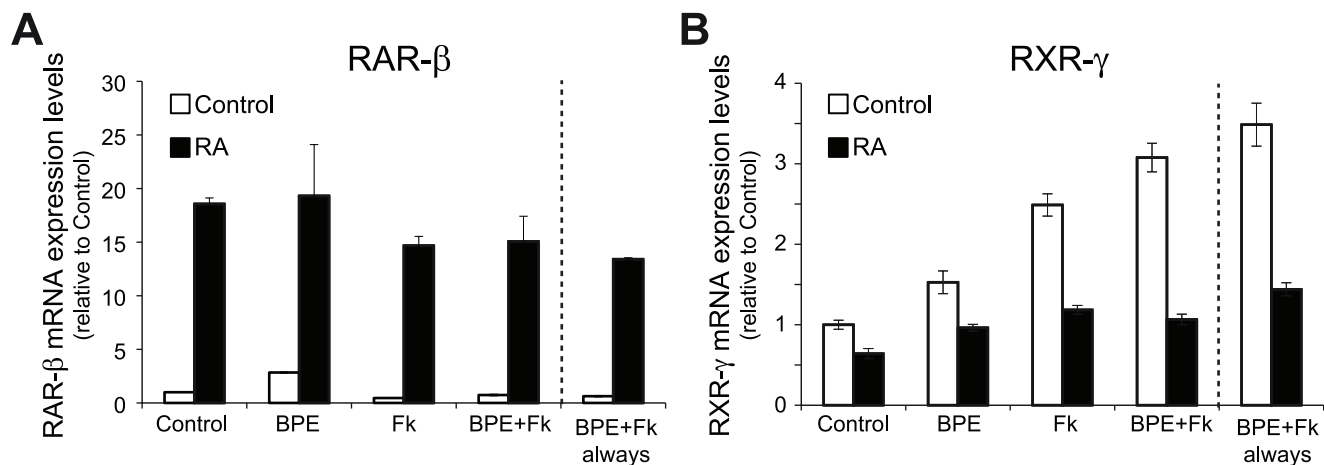 A
RAR-β
RAR-β mRNA expression levels
(relative to Control)
30
25
20
15
10
5
0
Control
RA
Control
BPE
Fk
BPE+Fk
BPE+Fk
always
B
RXR-γ
RXR-γ mRNA expression levels
(relative to Control)
4
3
2
1
0
Control
RA
Control
BPE
Fk
BPE+Fk
BPE+Fk
always